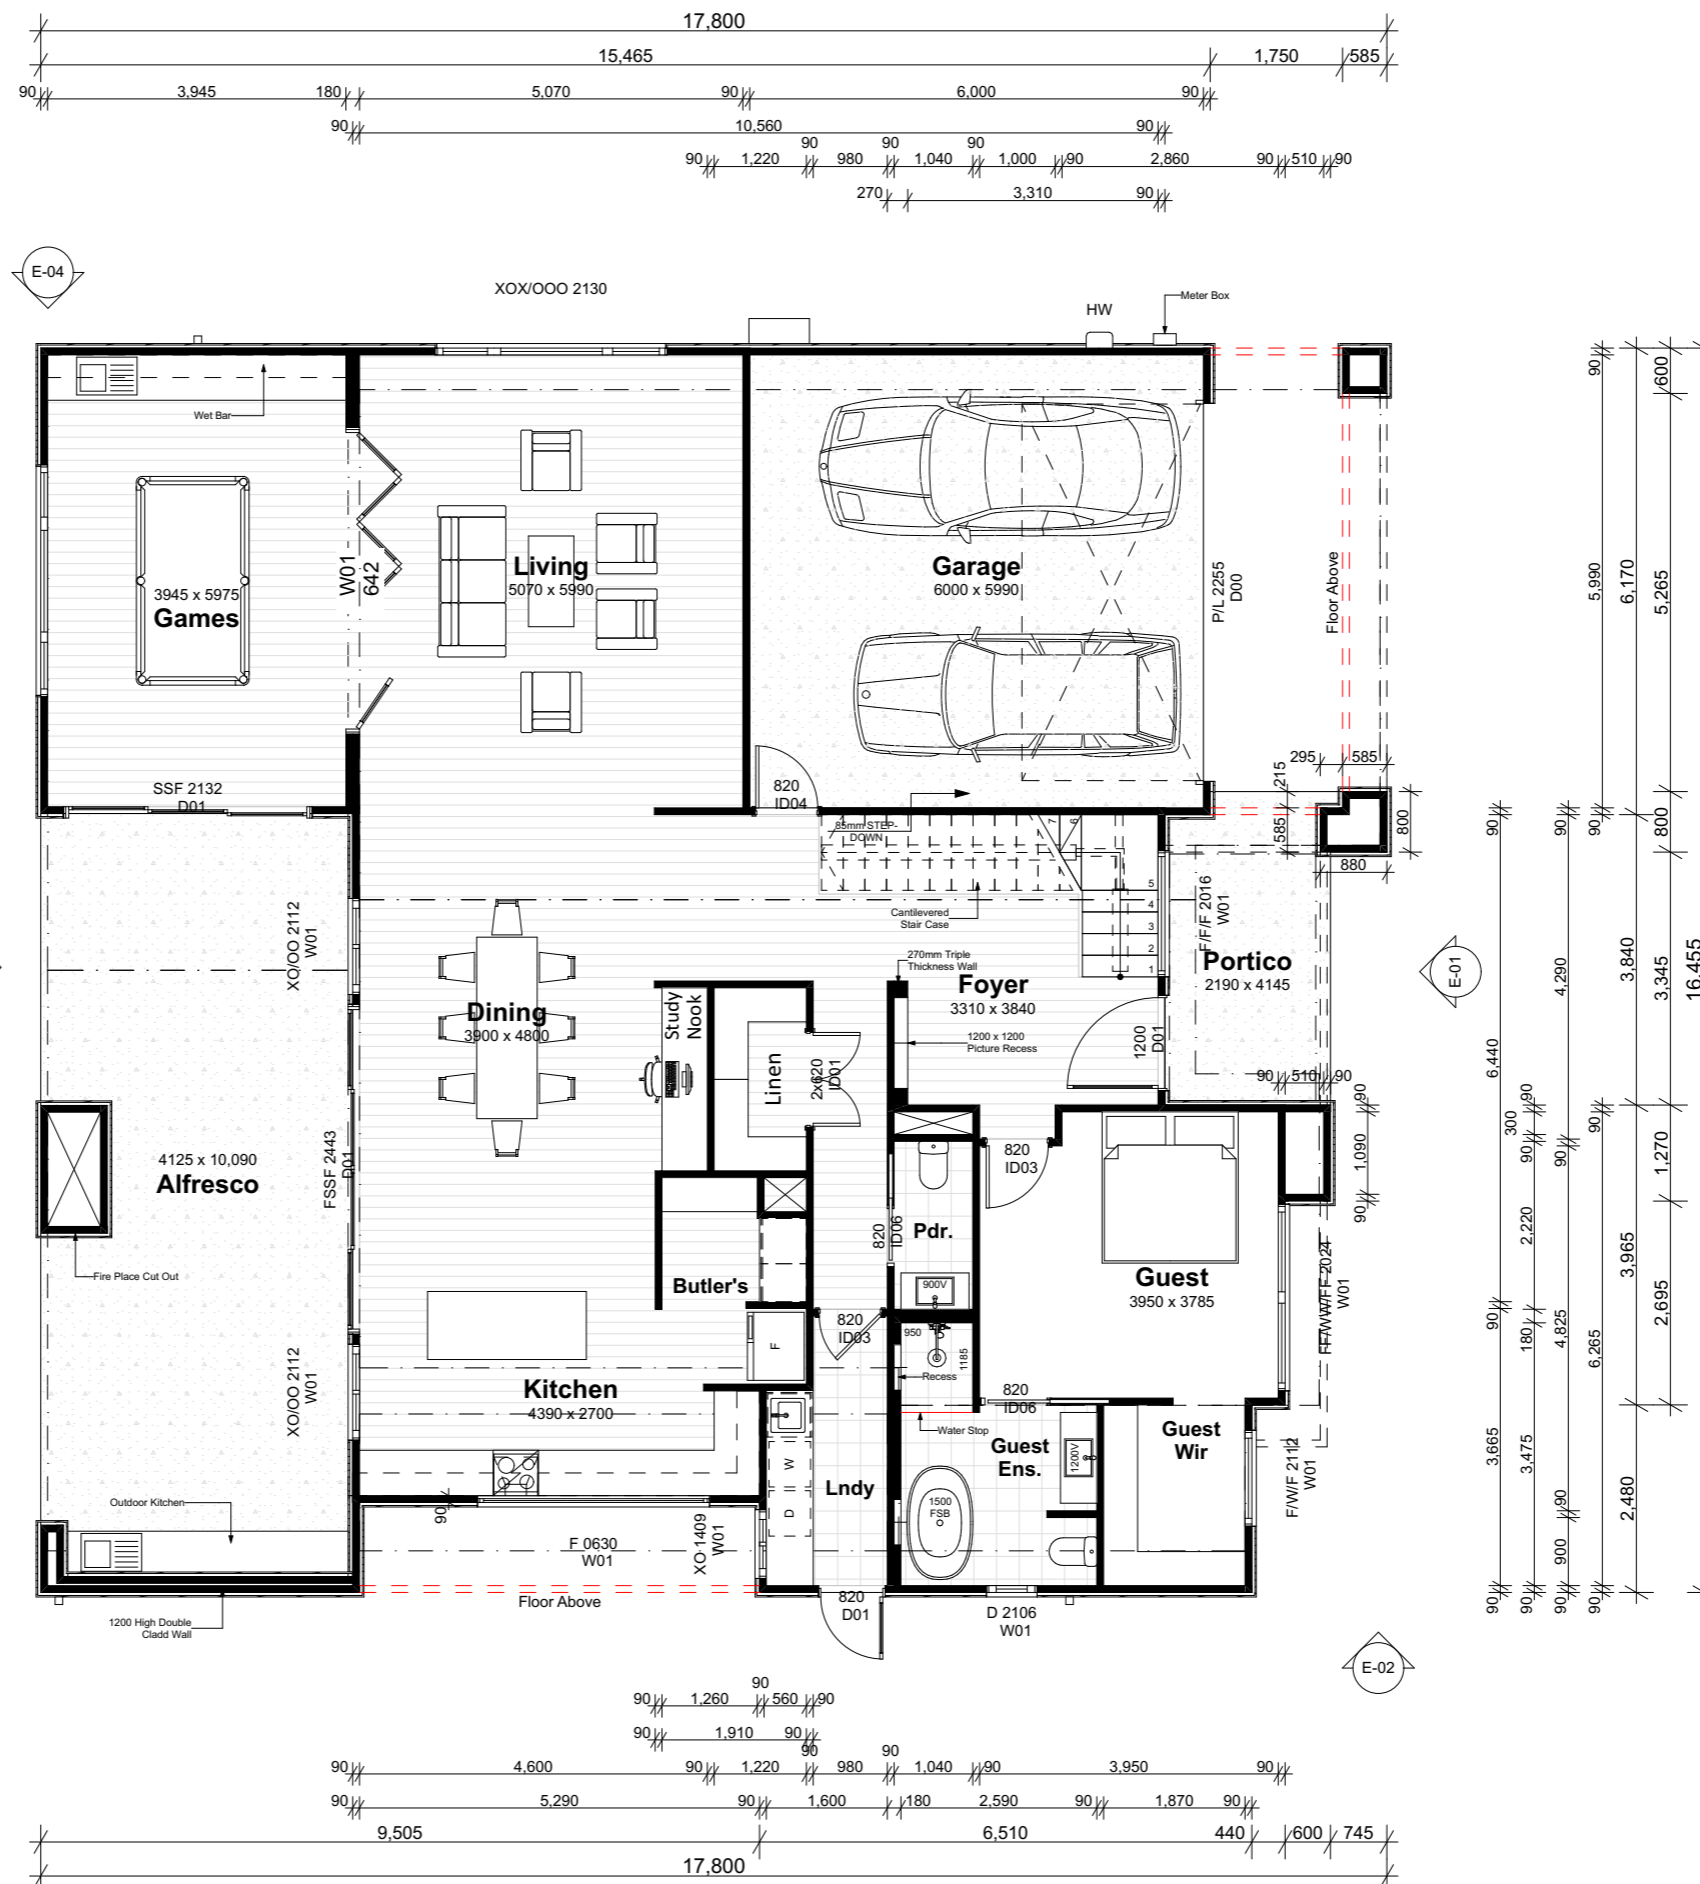 17,800
15,465 1,750 585
90 3,945 180 5,070 90 6,000 90
90 10,560 90
90 90 90
90 1,220 980 1,040 1,000 90 2,860 90 510 90
270 3,310 90
E-04
XOX/OOO 2130
HW
Meter Box
Wet Bar
3945 x 5975
Games
W01
642
Living
5070 x 5990
Garage
6000 x 5990
P/L 2255
D00
Floor Above
SSF 2132
D01
820
ID04
85mm STEP-
DOWN
7 6
5
4
3
2
1
Cantilevered
Stair Case
295 585
215
585
800
880
F/F/F 2016
W01
XO/OO 2112
W01
270mm Triple
Thickness Wall
Foyer
3310 x 3840
Portico
2190 x 4145
E-01
Dining
3900 x 4800
Study
Nook
Linen
2x620
ID01
1200 x 1200
Picture Recess
1200
D01
90 510 90
4125 x 10,090
Alfresco
FSSF 2443
D01
Fire Place Cut Out
820
ID03
820
ID06
Pdr.
900V
Butler's
Guest
3950 x 3785
90
1,090
90
FF/WW/FF 2024
W01
820
ID03
F
950
1185
Recess
Kitchen
4390 x 2700
XO/OO 2112
W01
820
ID06
Water Stop
Guest
Ens.
1200V
Guest
Wir
F/W/F 2112
W01
W
D
Lndy
1500
FSB
Outdoor Kitchen
90
F 0630
W01
XO 1409
W01
Floor Above
1200 High Double
Cladd Wall
820
D01
D 2106
W01
E-02
90 6,440 90 3,665 90
90 300 90 2,220 180 3,475 90
90 4,290 90 4,825 90 900 90
90 5,990 90 90 6,265 90
6,170 3,840 3,965 2,480
600 5,265 800 3,345 1,270 2,695
16,455
90
90 1,260 560 90
90 1,910 90
90 90
90 4,600 90 1,220 980 1,040 90 3,950 90
90 5,290 90 1,600 180 2,590 90 1,870 90
9,505 6,510 440 600 745
17,800